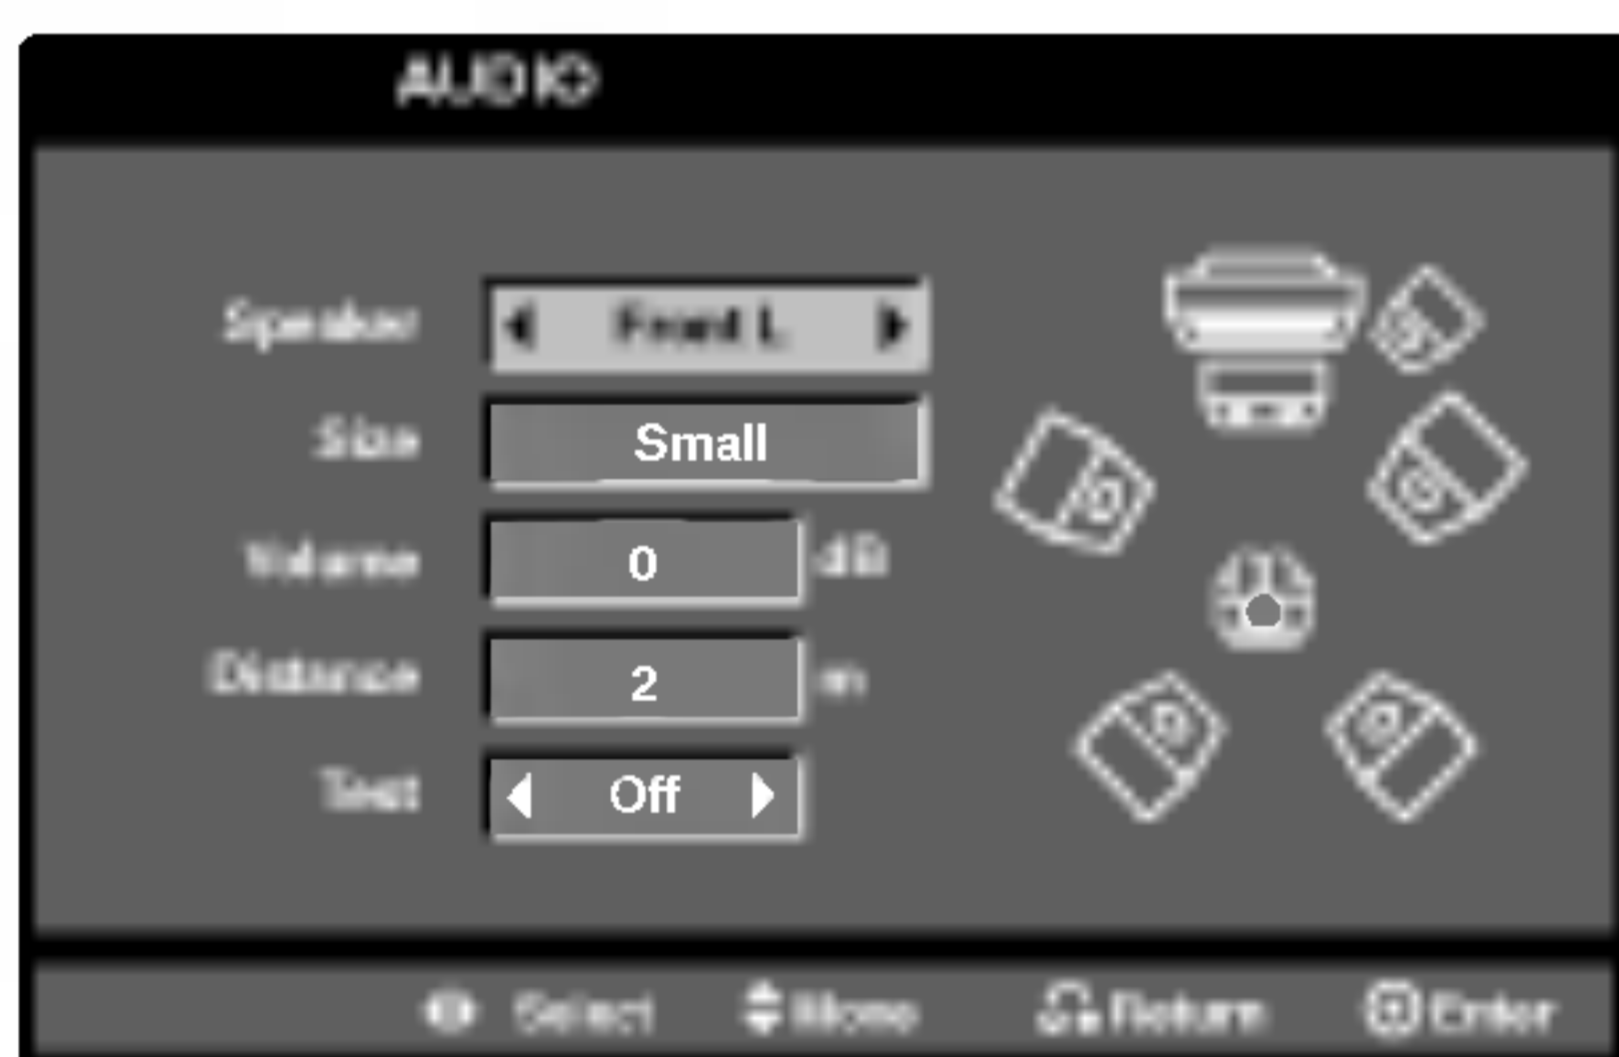 AUDIO
Speaker Front L
Size Small
Volume 0 dB
Distance 2 m
Test Off
Select Move Return Enter